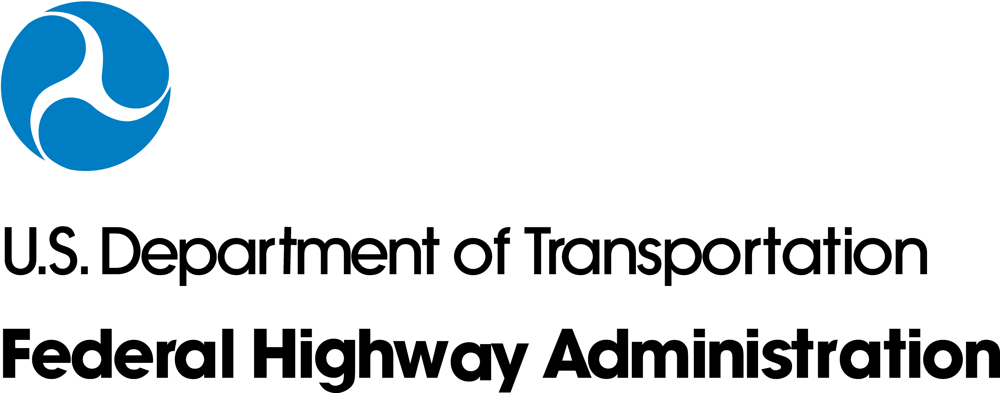 U.S. Department of Transportation
Federal Highway Administration